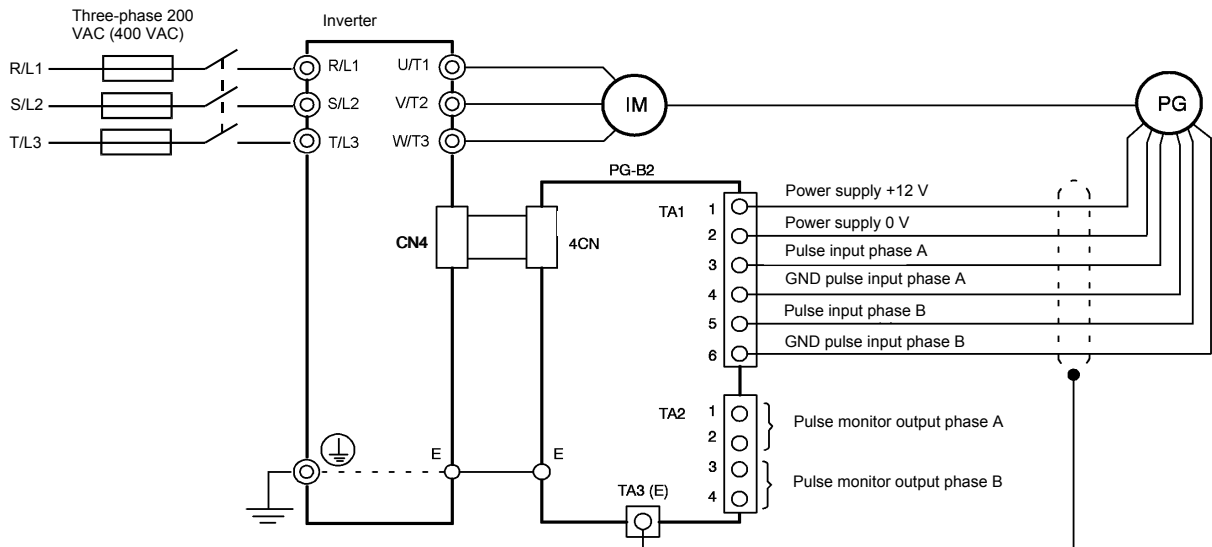 Three-phase 200
VAC (400 VAC)
Inverter
R/L1
R/L1
U/T1
S/L2
S/L2
V/T2
IM
PG
T/L3
T/L3
W/T3
PG-B2
TA1
1
Power supply +12 V
2
Power supply 0 V
CN4
4CN
3
Pulse input phase A
4
GND pulse input phase A
5
Pulse input phase B
6
GND pulse input phase B
TA2
1
2
Pulse monitor output phase A
3
4
Pulse monitor output phase B
E
E
TA3 (E)